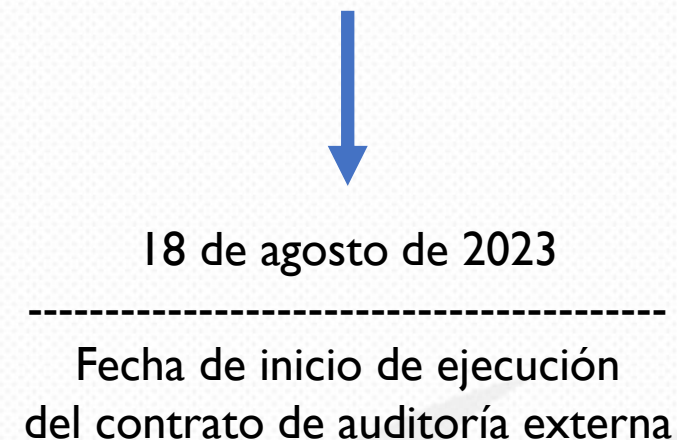 18 de agosto de 2023
-----------------------------------------
Fecha de inicio de ejecución
del contrato de auditoría externa